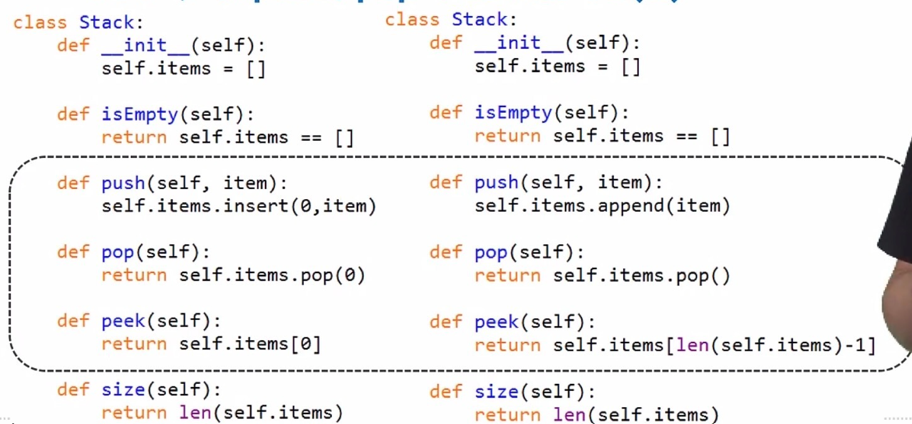 class Stack:
    def __init__(self):
        self.items = []
    def isEmpty(self):
        return self.items == []
    def push(self, item):
        self.items.insert(0,item)
    def pop(self):
        return self.items.pop(0)
    def peek(self):
        return self.items[0]
    def size(self):
        return len(self.items)
class Stack:
    def __init__(self):
        self.items = []
    def isEmpty(self):
        return self.items == []
    def push(self, item):
        self.items.append(item)
    def pop(self):
        return self.items.pop()
    def peek(self):
        return self.items[len(self.items)-1]
    def size(self):
        return len(self.items)